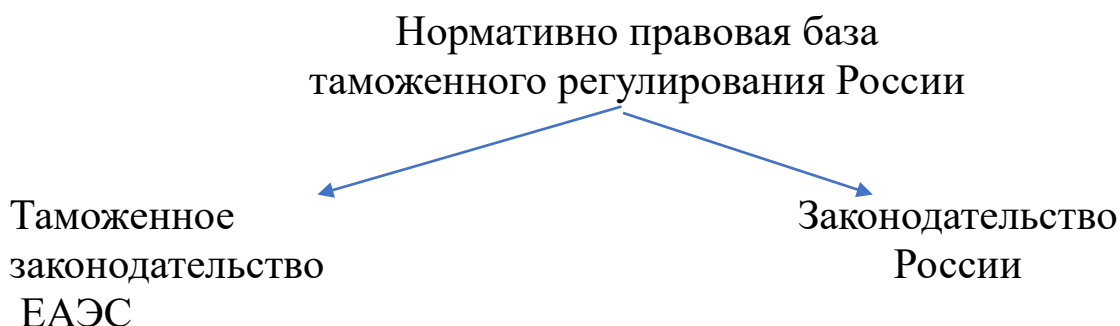 Нормативно правовая база
таможенного регулирования России
Таможенное
законодательство
ЕАЭС
Законодательство
России